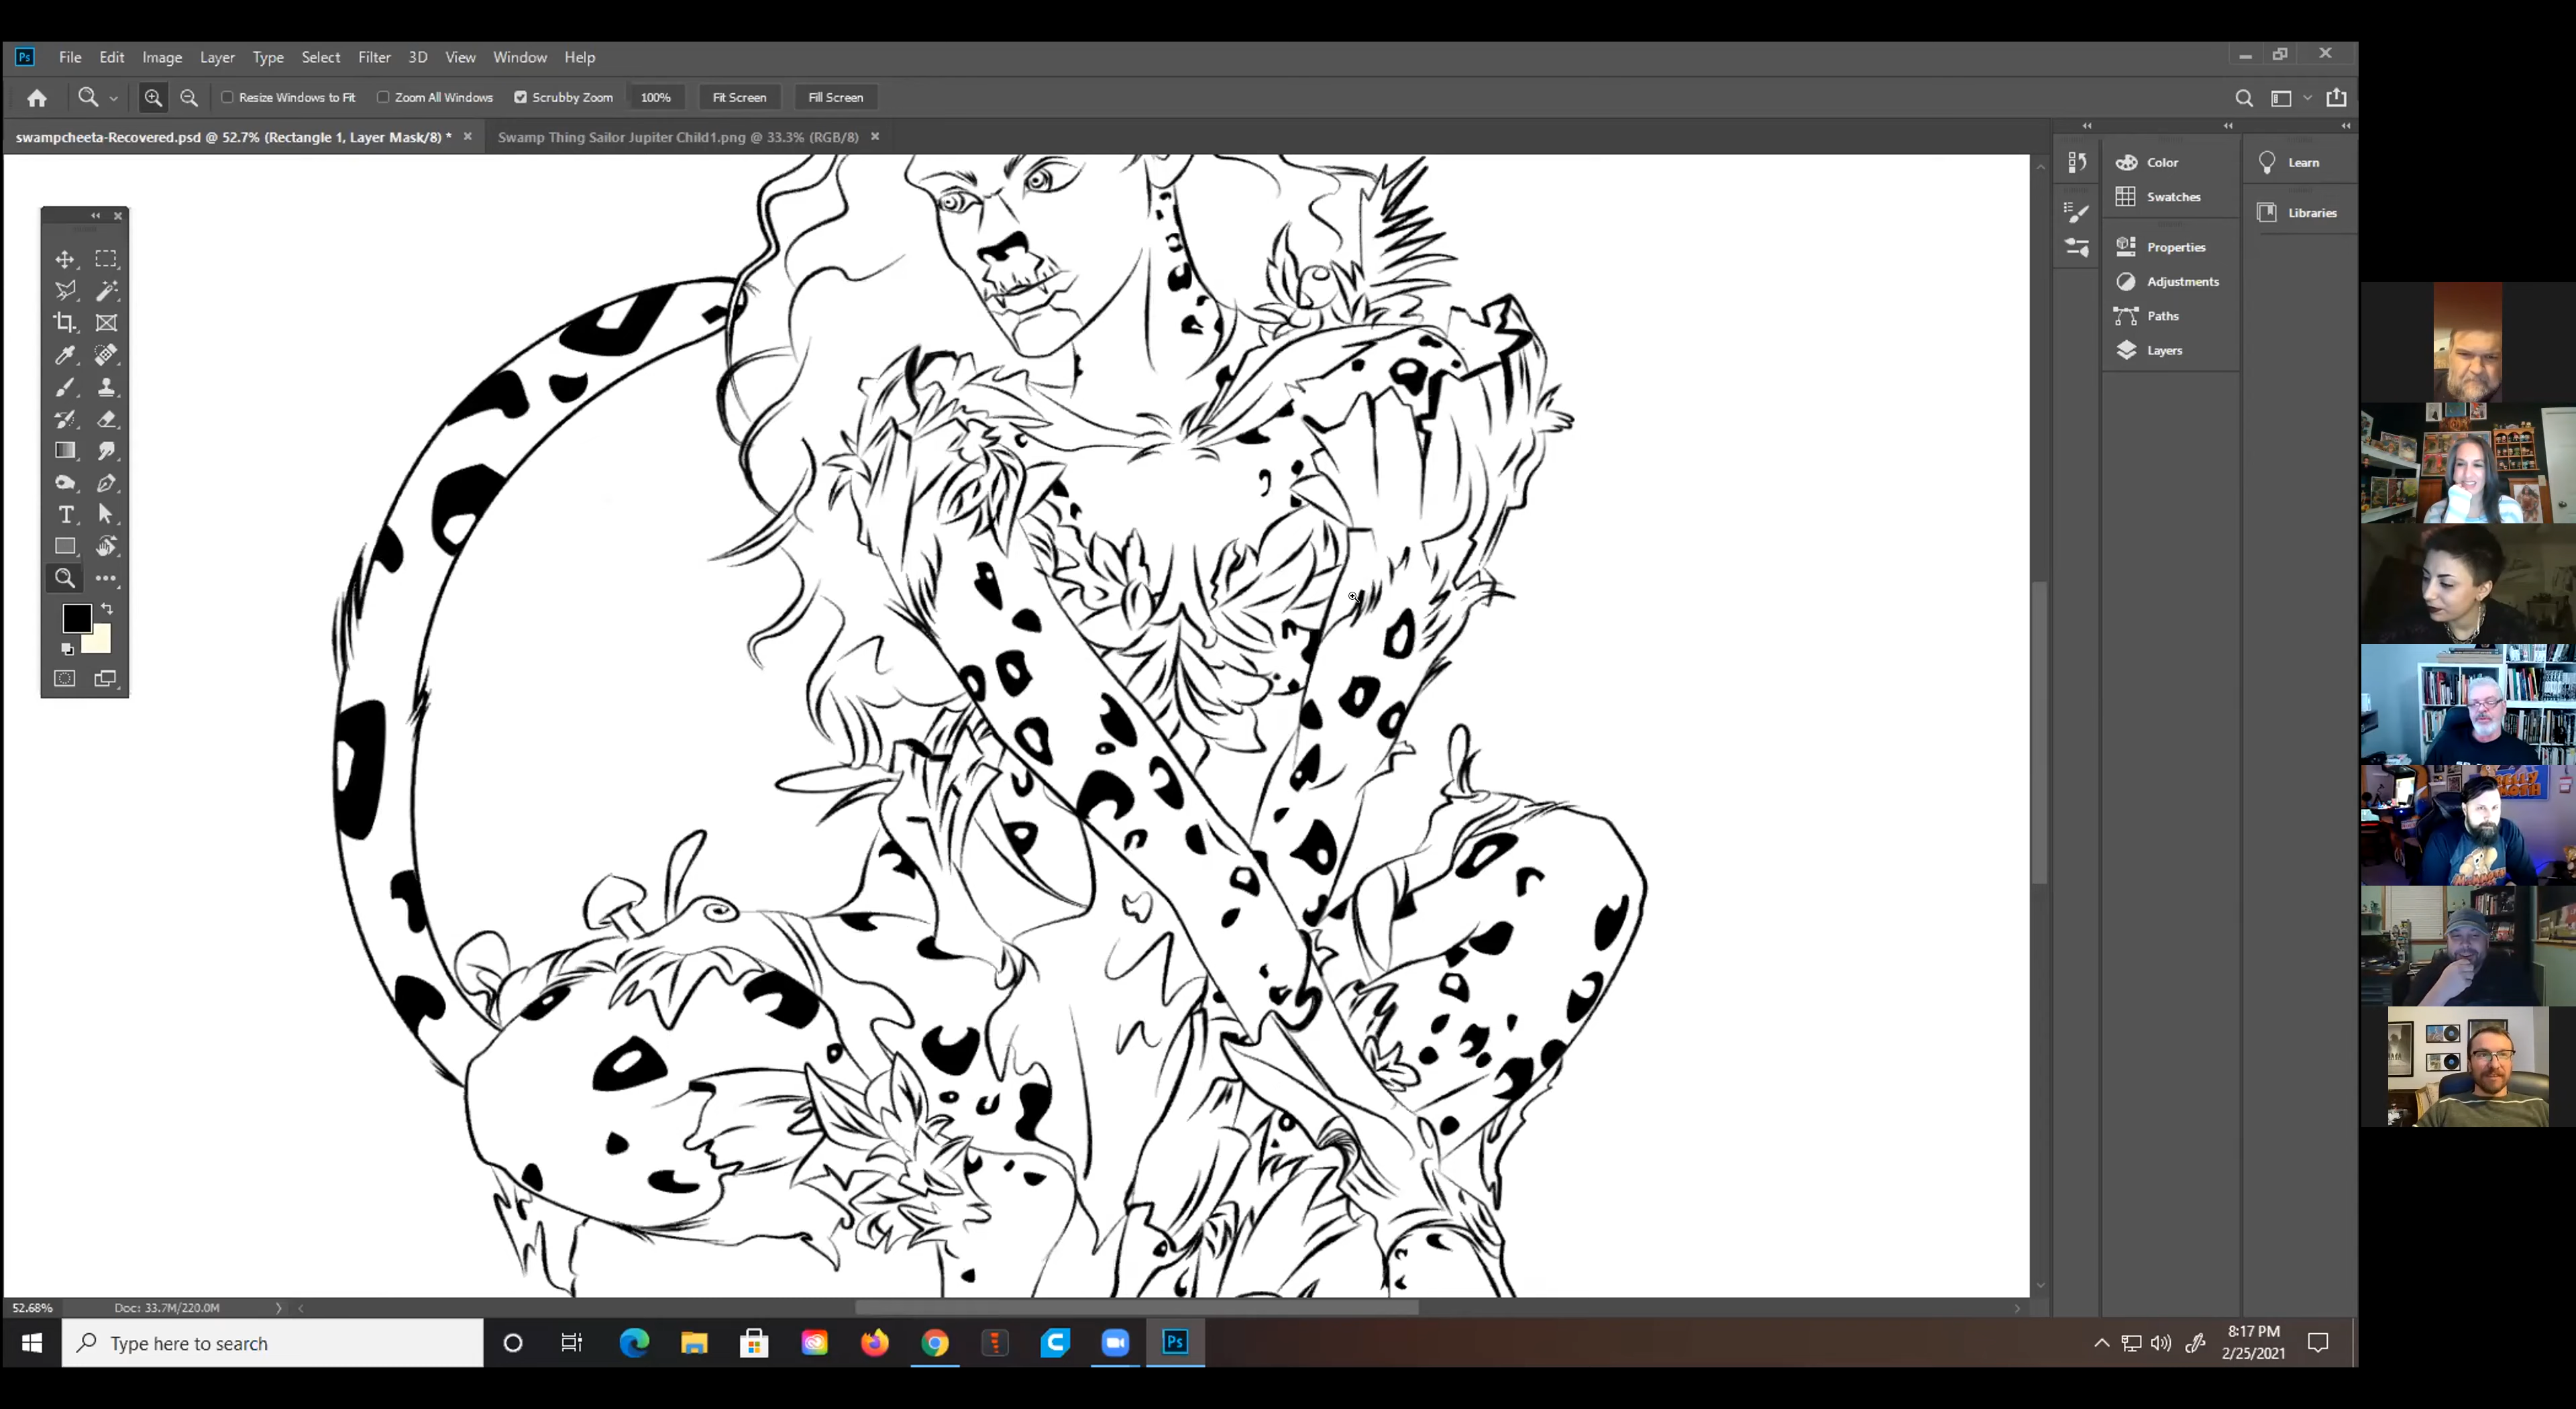 Ps File Edit Image Layer Type Select Filter 3D View Window Help
Resize Windows to Fit Zoom All Windows Scrubby Zoom 100% Fit Screen Fill Screen
swampcheeta-Recovered.psd @ 52.7% (Rectangle 1, Layer Mask/8) * Swamp Thing Sailor Jupiter Child1.png @ 33.3% (RGB/8)
Color Learn
Swatches
Libraries
Properties
Adjustments
Paths
Layers
T
52.68% Doc: 33.7M/220.0M
Type here to search Ps 8:17 PM
2/25/2021